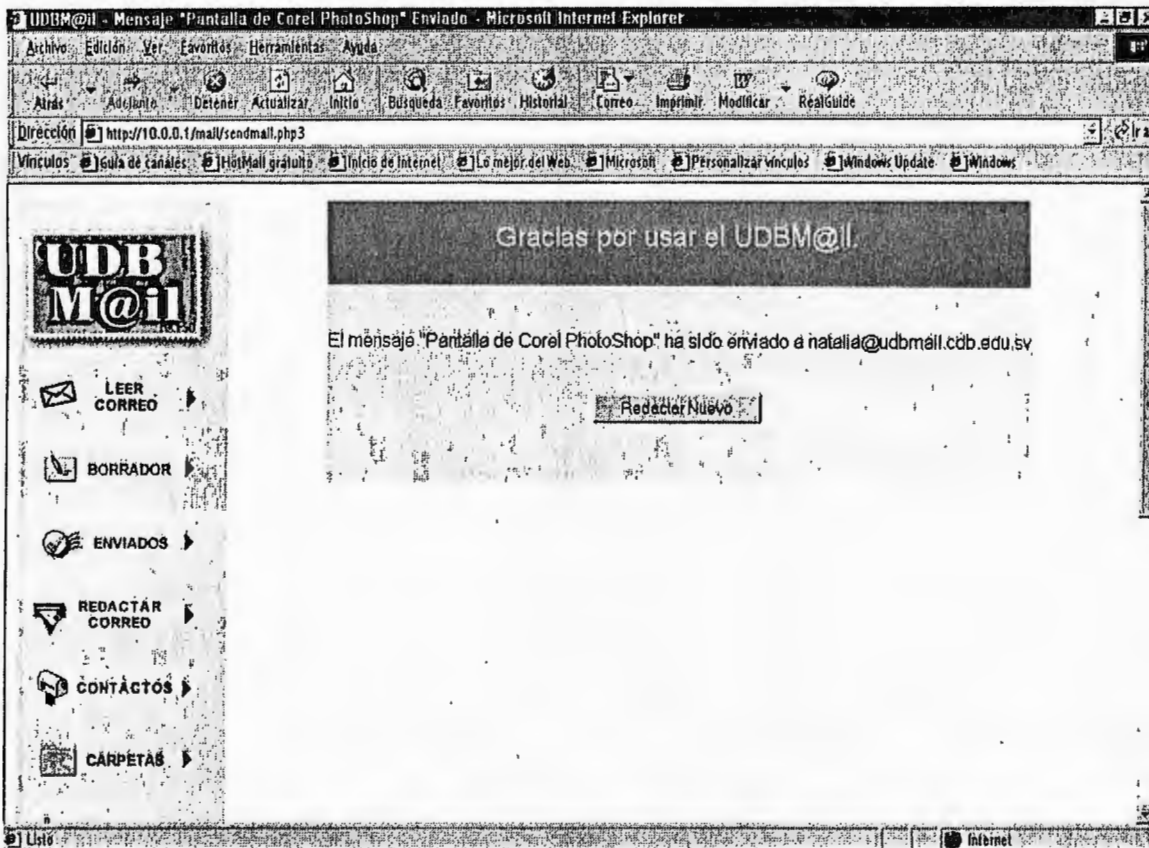 UDBM@il - Mensaje "Pantalla de Corel PhotoShop" Enviado - Microsoft Internet Explorer
Archivo Edición Ver Favoritos Herramientas Ayuda
Atrás Adelante Detener Actualizar Inicio Búsqueda Favoritos Historial Correo Imprimir Modificar RealGuide
Dirección http://10.0.0.1/mail/sendmail.php3 Ir a
Vínculos Guía de canales HotMail gratuito Inicio de Internet Lo mejor del Web Microsoft Personalizar vínculos Windows Update Windows
UDB
M@il
Gracias por usar el UDBM@il.
El mensaje "Pantalla de Corel PhotoShop" ha sido enviado a natalia@udbmail.cdb.edu.sv
Redactar Nuevo
LEER
CORREO
BORRADOR
ENVIADOS
REDACTAR
CORREO
CONTACTOS
CARPETAS
Listo Internet